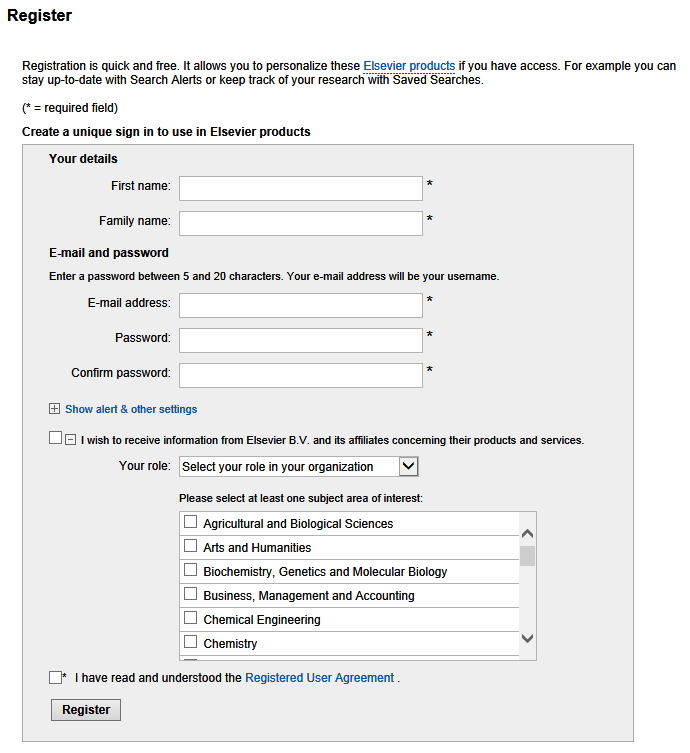 Register
Registration is quick and free. It allows you to personalize these Elsevier products if you have access. For example you can
stay up-to-date with Search Alerts or keep track of your research with Saved Searches.
(* = required field)
Create a unique sign in to use in Elsevier products
Your details
First name: *
Family name: *
E-mail and password
Enter a password between 5 and 20 characters. Your e-mail address will be your username.
E-mail address: *
Password: *
Confirm password: *
Show alert & other settings
I wish to receive information from Elsevier B.V. and its affiliates concerning their products and services.
Your role: Select your role in your organization
Please select at least one subject area of interest:
Agricultural and Biological Sciences
Arts and Humanities
Biochemistry, Genetics and Molecular Biology
Business, Management and Accounting
Chemical Engineering
Chemistry
* I have read and understood the Registered User Agreement .
Register